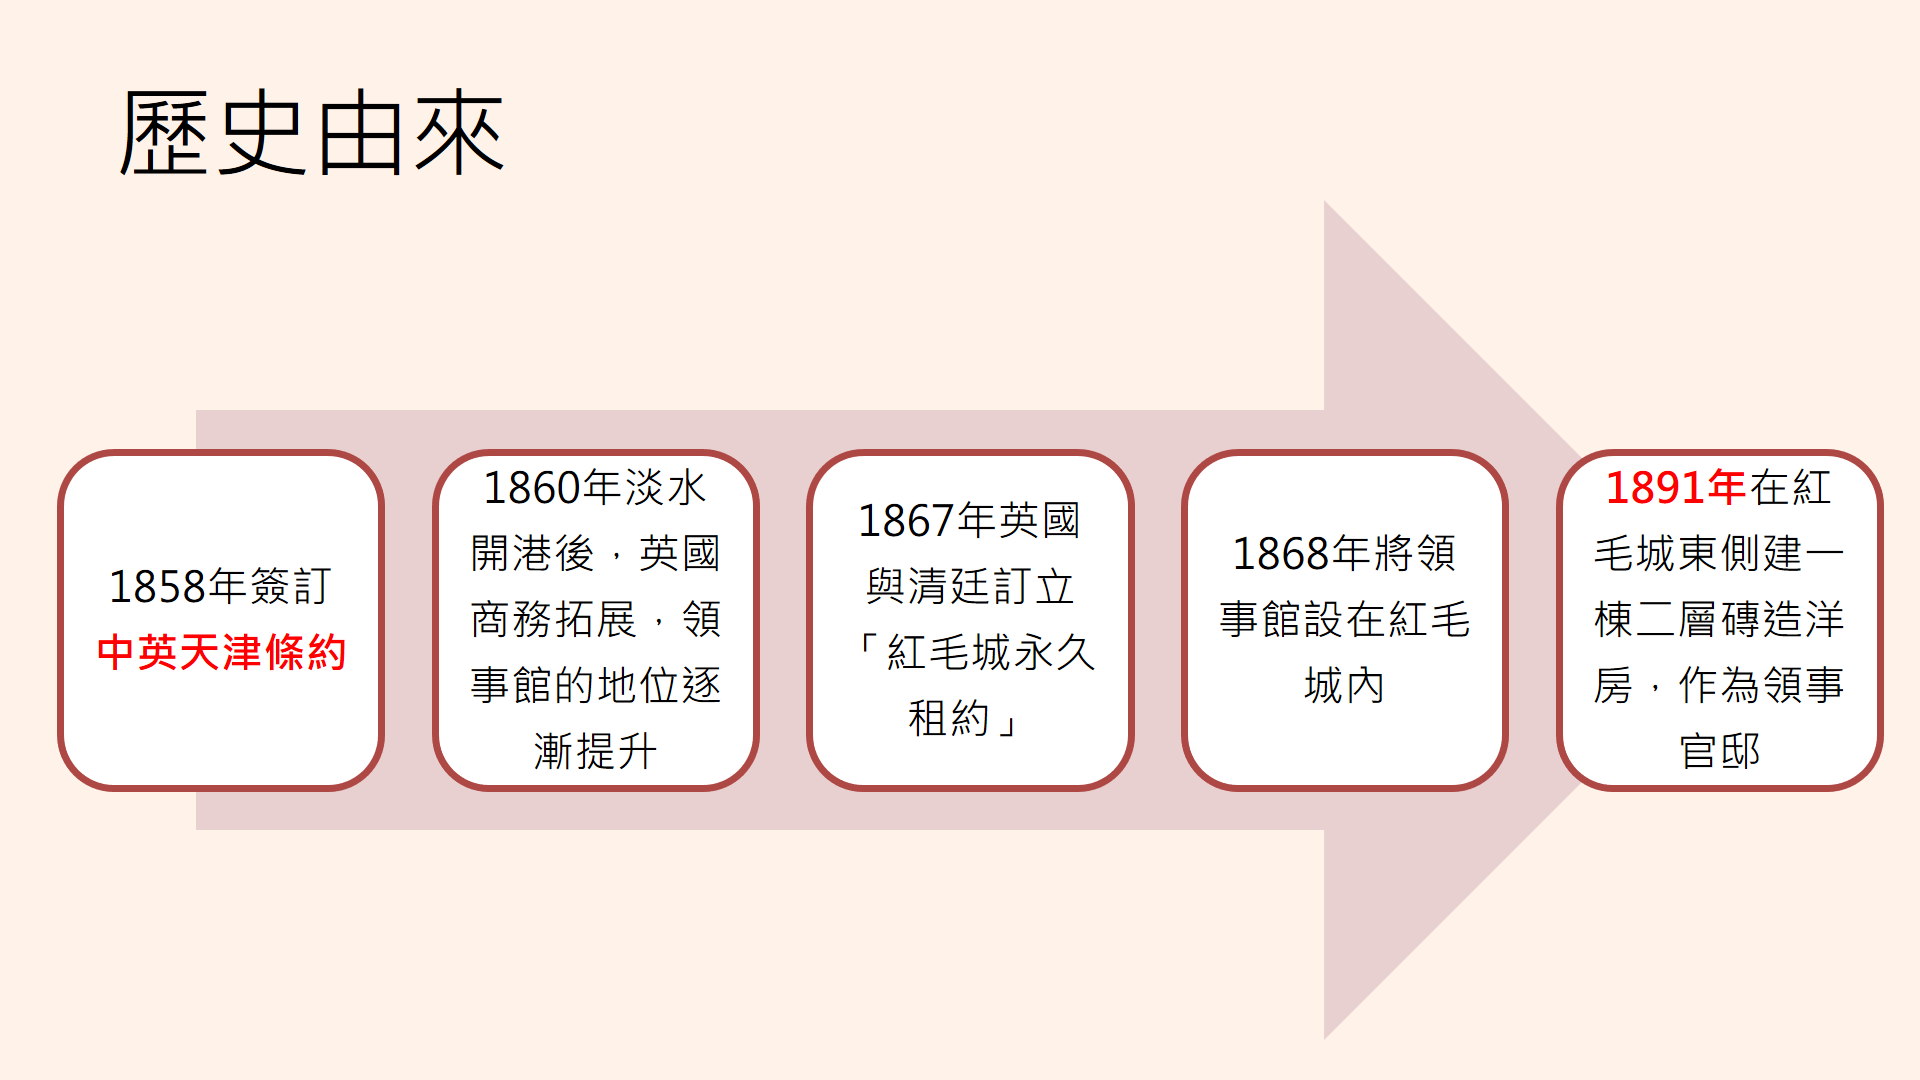 歷史由來
1858年簽訂
中英天津條約
1860年淡水
開港後，英國
商務拓展，領
事館的地位逐
漸提升
1867年英國
與清廷訂立
「紅毛城永久
租約」
1868年將領
事館設在紅毛
城內
1891年在紅
毛城東側建一
棟二層磚造洋
房，作為領事
官邸